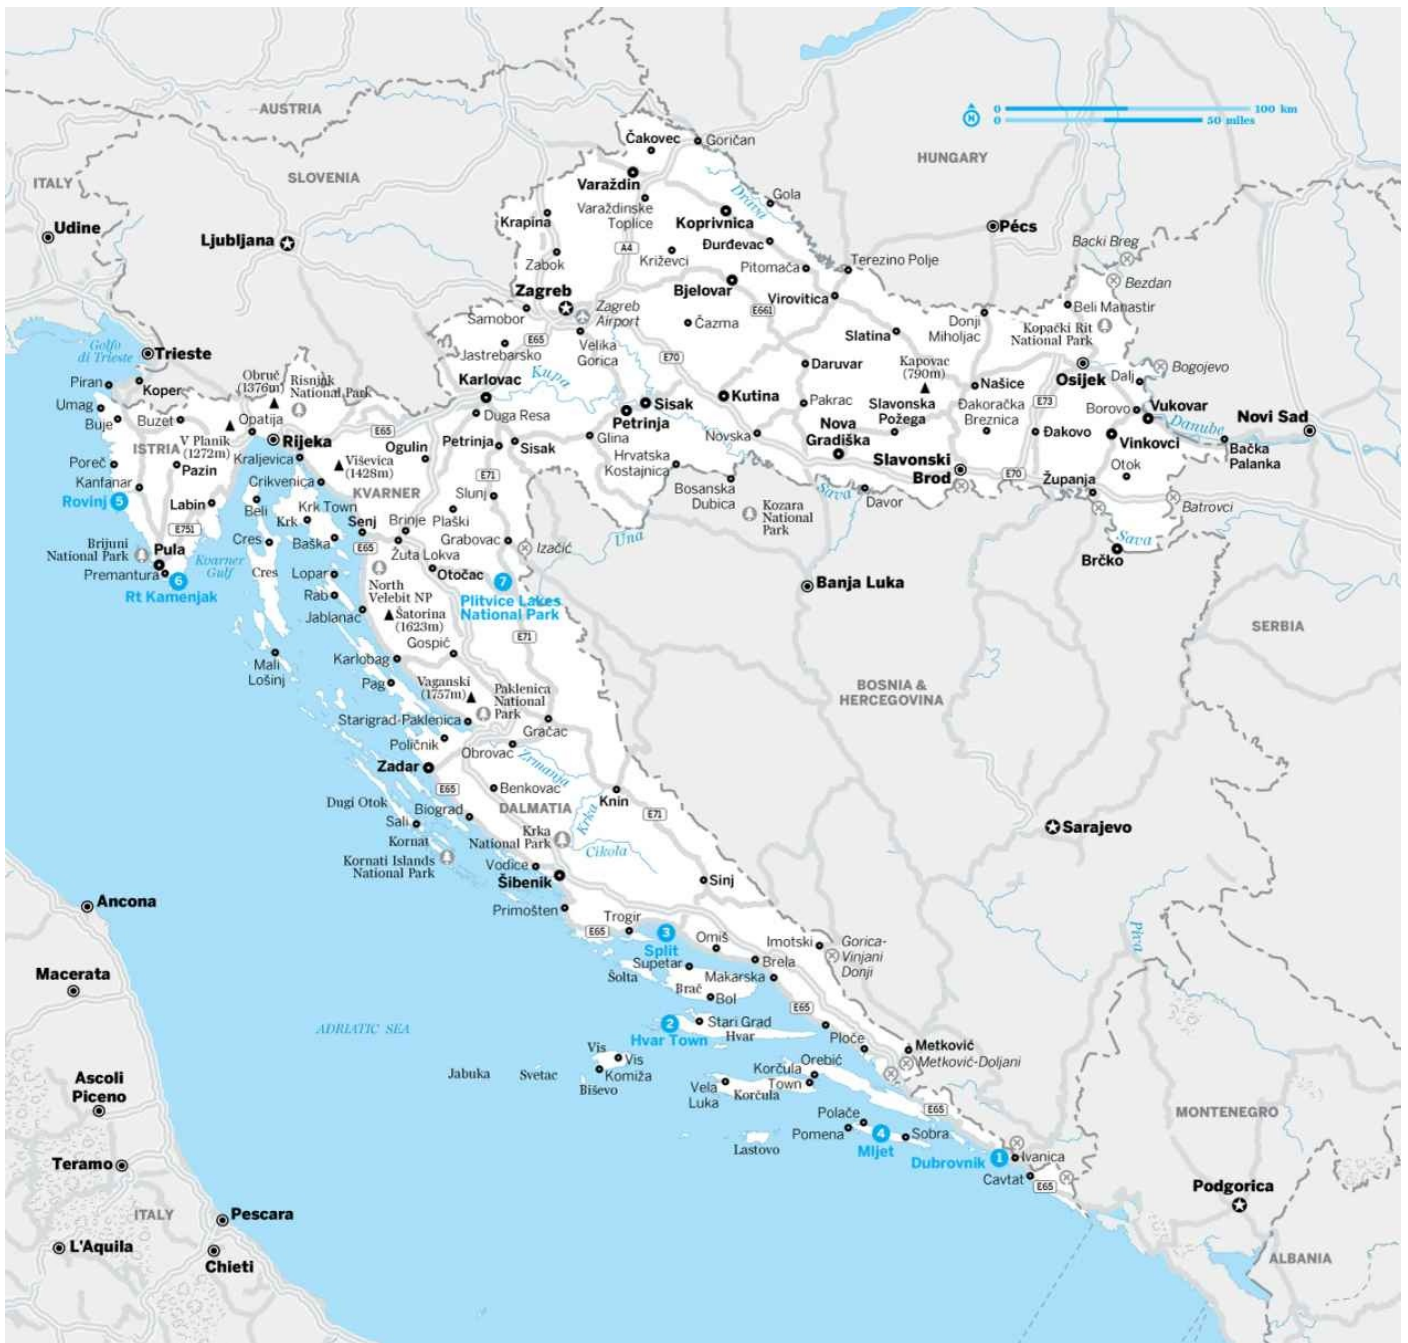 AUSTRIA
0
100 km
N
0
50 miles
Čakovec
Goričan
HUNGARY
ITALY
SLOVENIA
Varaždin
Drava
Gola
Varaždinske
Toplice
Koprivnica
Krapina
Udine
Ljubljana
Pécs
A4
Đurđevac
Backi Breg
Zabok
Križevci
Pitomača
Terezino Polje
Bezdan
Zagreb
Bjelovar
Virovitica
Beli Manastir
Zagreb
Airport
E661
Samobor
Čazma
Donji
Miholjac
Kopački Rit
National Park
E65
Velika
Gorica
Slatina
Golfo
di Trieste
Trieste
Jastrebarsko
E70
Daruvar
Kapovac
(790m)
Bogojevo
Osijek
Dalj
Piran
Koper
Obruč
(1376m)
Risnjak
National Park
Karlovac
Kupa
Kutina
Našice
Umag
Buje
Buzet
Opatija
Duga Resa
Sisak
Petrinja
Pakrac
Slavonska
Požega
Đakoračka
Breznica
E73
Borovo
Vukovar
Novi Sad
V Planik
(1272m)
Rijeka
E65
Ogulin
Petrinja
Sisak
Glina
Novska
Nova
Gradiška
Đakovo
Vinkovci
Danube
Bačka
Palanka
ISTRIA
Poreč
Pazin
Kraljevica
Viševica
(1428m)
Hrvatska
Kostajnica
Slavonski
Brod
E70
Otok
Kanfanar
Crikvenica
E71
Bosanska
Dubica
Sava
Davor
Županja
Batrovci
Rovinj
5
Labin
Beli
Krk Town
Krk
KVARNER
Slunj
Plaški
Kozara
National
Park
Una
Sava
E751
Cres
Baška
Senj
Brinje
Grabovac
Izačić
Brčko
Brijuni
National Park
Pula
Kvarner
Gulf
E65
Žuta Lokva
Premantura
6
Rt Kamenjak
Cres
Lopar
North
Velebit NP
Otočac
7
Plitvice Lakes
National Park
Banja Luka
Rab
Jablanac
Šatorina
(1623m)
Gospić
E71
SERBIA
Mali
Lošinj
Karlobag
Pag
Vaganski
(1757m)
Paklenica
National
Park
BOSNIA &
HERCEGOVINA
Starigrad-Paklenica
Gračac
Poličnik
Obrovac
Zrmanja
Zadar
E65
Benkovac
Knin
Dugi Otok
Biograd
DALMATIA
Krka
E71
Sarajevo
Sali
Kornat
Krka
National Park
Cikola
Kornati Islands
National Park
Vodice
Šibenik
Sinj
Ancona
Primošten
Trogir
E65
3
Split
Omiš
Imotski
Gorica-
Vinjani
Donji
Piva
Macerata
Šolta
Supetar
Brela
Makarska
Brač
Bol
E65
ADRIATIC SEA
2
Hvar Town
Stari Grad
Hvar
Ploče
Metković
Metković-Doljani
Vis
Vis
Komiža
Biševo
Jabuka
Svetac
Orebić
Korčula
Town
Vela
Luka
Korčula
Ascoli
Piceno
E65
MONTENEGRO
Polače
Pomena
4
Mljet
Sobra
Lastovo
Dubrovnik
1
Ivanica
Cavtat
E65
Teramo
Podgorica
ITALY
Pescara
L'Aquila
Chieti
ALBANIA